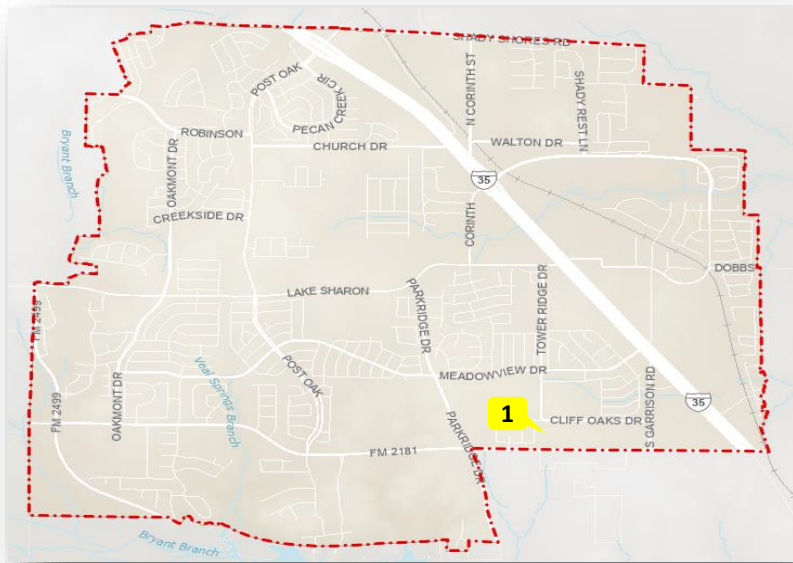 SHADY SHORES RD
N CORINTH ST
SHADY REST LN
POST OAK
PECAN CREEK CIR
ROBINSON
CHURCH DR
WALTON DR
Bryant Branch
OAKMONT DR
35
CREEKSIDE DR
CORINTH
DOBBS
LAKE SHARON
PARKRIDGE DR
TOWER RIDGE DR
FM 2499
POST OAK
MEADOWVIEW DR
Veal Springs Branch
OAKMONT DR
FM 2499
S GARRISON RD
35
1
CLIFF OAKS DR
PARKRIDGE DR
FM 2181
Bryant Branch